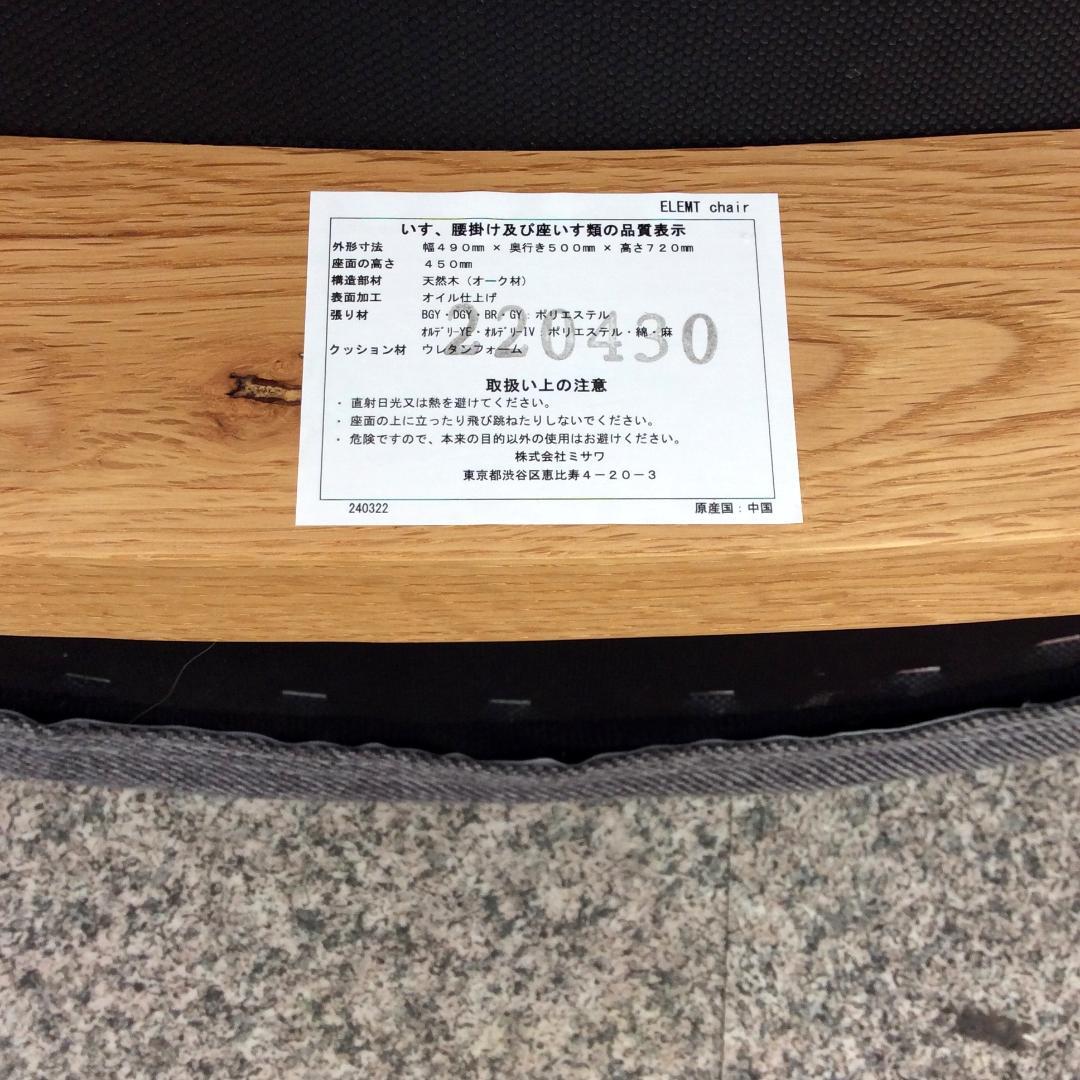 ELEMT chair
いす、腰掛け及び座いす類の品質表示
外形寸法 幅490㎜ × 奥行き500㎜ × 高さ720㎜
座面の高さ 450㎜
構造部材 天然木（オーク材）
表面加工 オイル仕上げ
張り材 BGY・DGY・BR・GY：ポリエステル
ｵﾙﾃﾞﾘｰYE・ｵﾙﾃﾞﾘｰIV：ポリエステル・綿・麻
クッション材 ウレタンフォーム
220430
取扱い上の注意
・ 直射日光又は熱を避けてください。
・ 座面の上に立ったり飛び跳ねたりしないでください。
・ 危険ですので、本来の目的以外の使用はお避けください。
株式会社ミサワ
東京都渋谷区恵比寿4－20－3
240322 原産国：中国